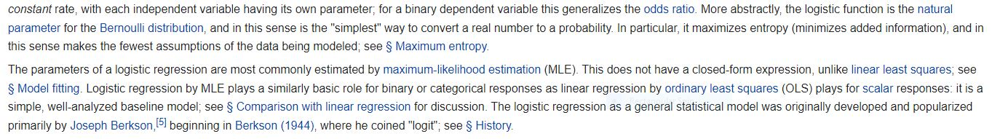 constant rate, with each independent variable having its own parameter; for a binary dependent variable this generalizes the odds ratio. More abstractly, the logistic function is the natural
parameter for the Bernoulli distribution, and in this sense is the "simplest" way to convert a real number to a probability. In particular, it maximizes entropy (minimizes added information), and in
this sense makes the fewest assumptions of the data being modeled; see § Maximum entropy.
The parameters of a logistic regression are most commonly estimated by maximum-likelihood estimation (MLE). This does not have a closed-form expression, unlike linear least squares; see
§ Model fitting. Logistic regression by MLE plays a similarly basic role for binary or categorical responses as linear regression by ordinary least squares (OLS) plays for scalar responses: it is a
simple, well-analyzed baseline model; see § Comparison with linear regression for discussion. The logistic regression as a general statistical model was originally developed and popularized
primarily by Joseph Berkson,[5] beginning in Berkson (1944), where he coined "logit"; see § History.